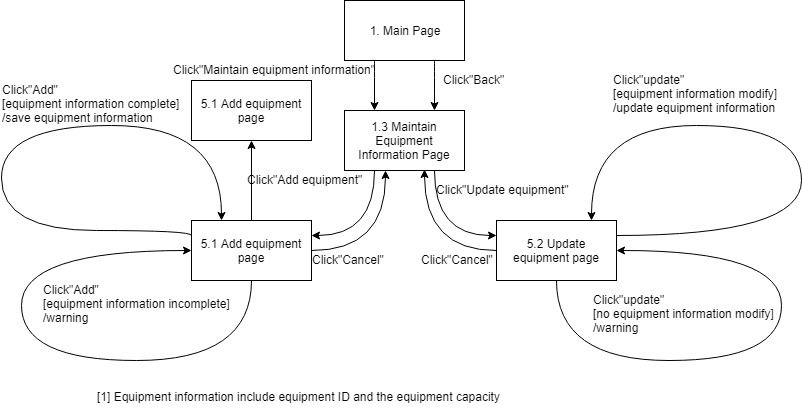 1. Main Page
Click"Maintain equipment information"
Click"Back"
Click"Add"
[equipment information complete]
/save equipment information
5.1 Add equipment
page
1.3 Maintain
Equipment
Information Page
Click"update"
[equipment information modify]
/update equipment information
Click"Add equipment"
Click"Update equipment"
5.1 Add equipment
page
Click"Cancel"
Click"Cancel"
5.2 Update
equipment page
Click"Add"
[equipment information incomplete]
/warning
Click"update"
[no equipment information modify]
/warning
[1] Equipment information include equipment ID and the equipment capacity